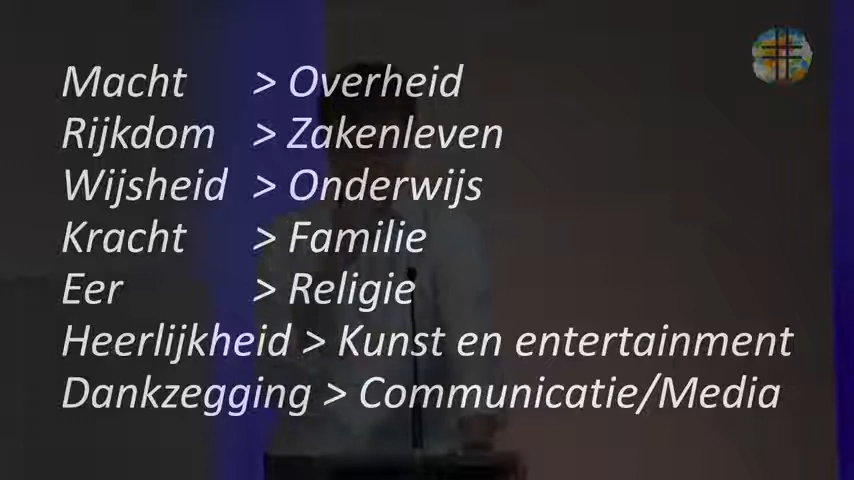 Macht > Overheid
Rijkdom > Zakenleven
Wijsheid > Onderwijs
Kracht > Familie
Eer > Religie
Heerlijkheid > Kunst en entertainment
Dankzegging > Communicatie/Media